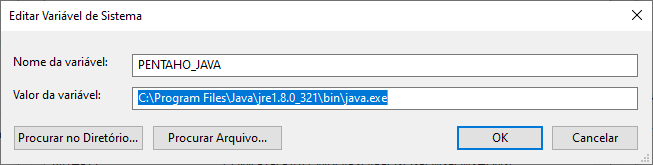 Editar Variável de Sistema
Nome da variável:
PENTAHO_JAVA
Valor da variável:
C:\Program Files\Java\jre1.8.0_321\bin\java.exe
Procurar no Diretório...
Procurar Arquivo...
OK
Cancelar